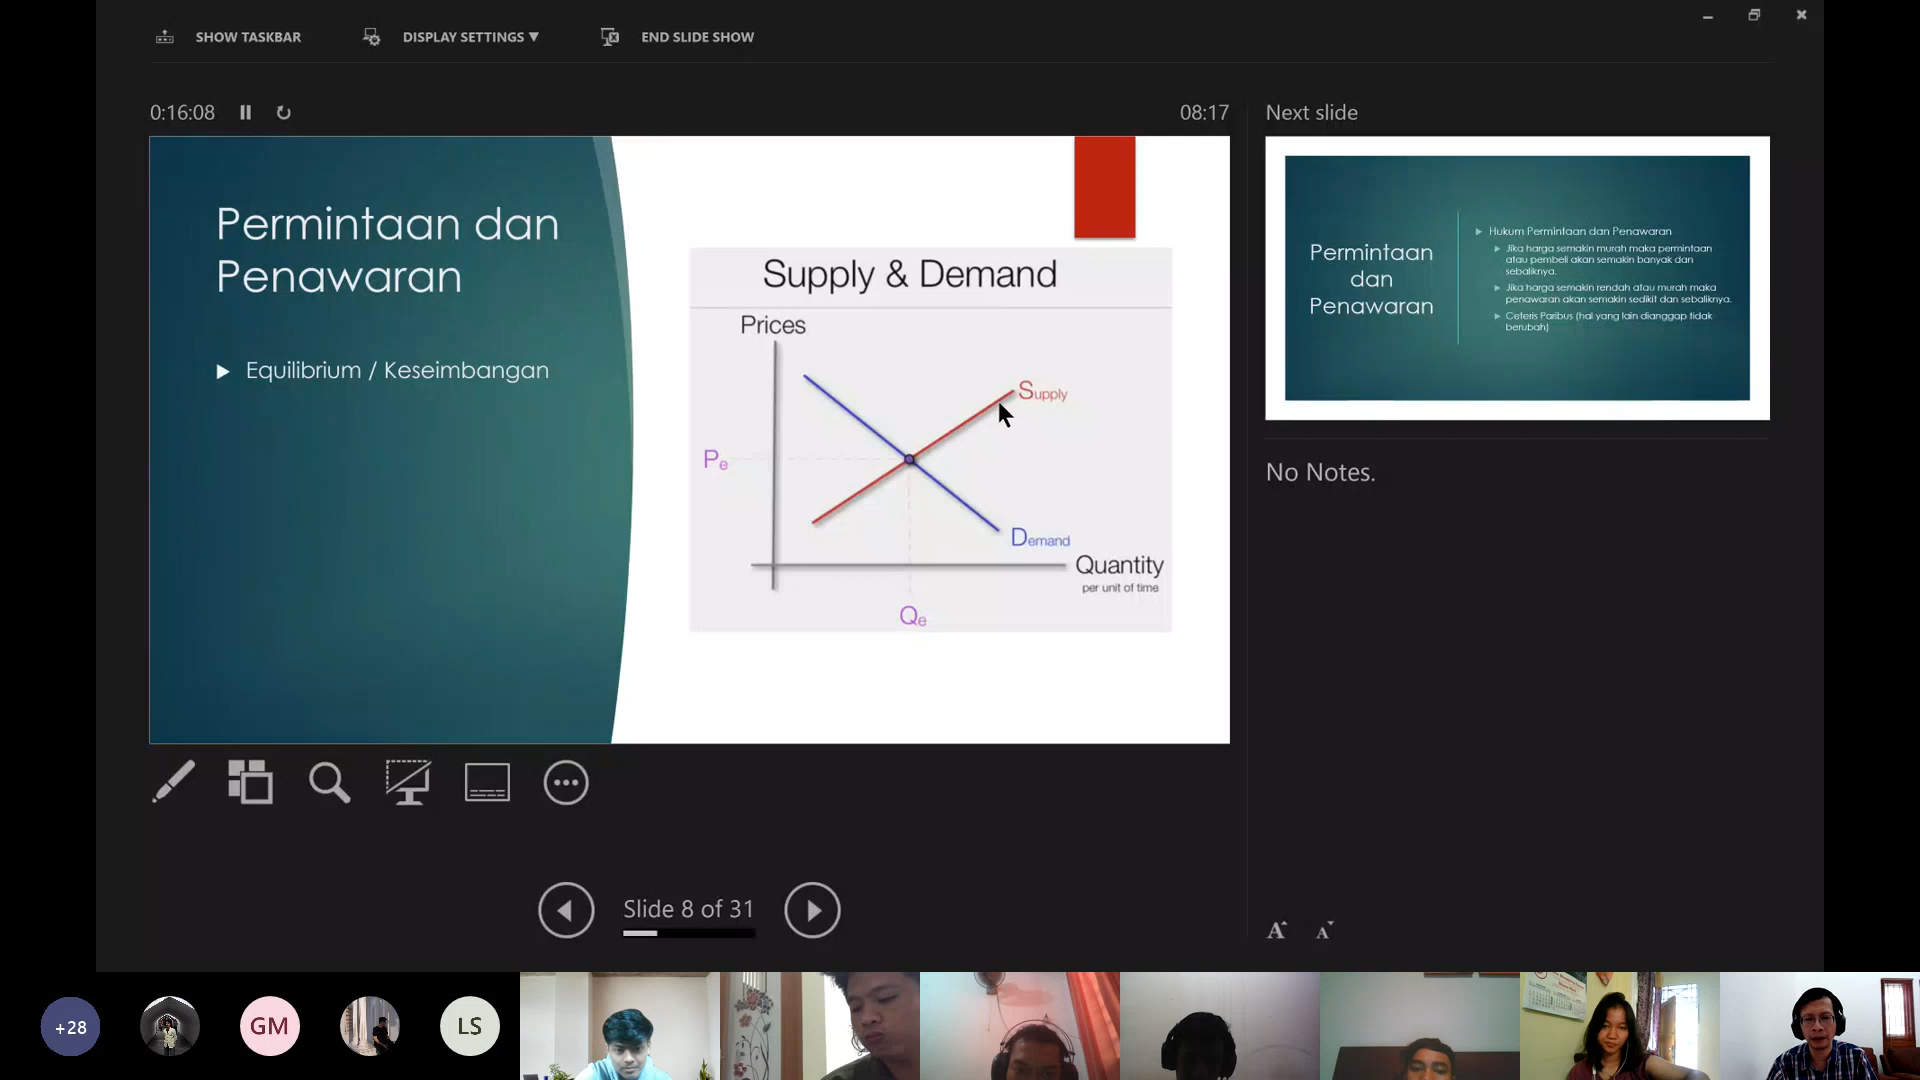 SHOW TASKBAR
DISPLAY SETTINGS ▼
END SLIDE SHOW
0:16:08
08:17
Next slide
Permintaan dan
Penawaran
Equilibrium / Keseimbangan
Supply & Demand
Prices
Supply
Pe
Demand
Quantity
per unit of time
Qe
Permintaan
dan
Penawaran
Hukum Permintaan dan Penawaran
Jika harga semakin murah maka permintaan
atau pembeli akan semakin banyak dan
sebaliknya.
Jika harga semakin rendah atau murah maka
penawaran akan semakin sedikit dan sebaliknya.
Ceteris Paribus (hal yang lain dianggap tidak
berubah)
No Notes.
Slide 8 of 31
A A
+28
GM
LS